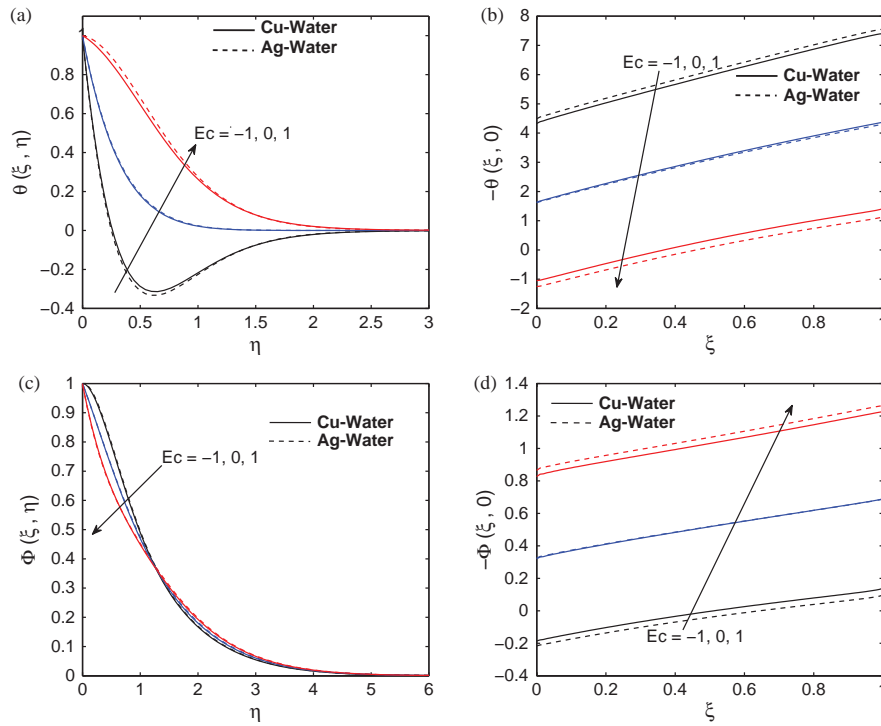 (a)
Cu-Water
Ag-Water
Ec = -1, 0, 1
0.8
0.6
0.4
0.2
0
-0.2
-0.4
0 0.5 1 1.5 2 2.5 3
θ (ξ , η)
η
(b)
8
7
6
5
4
3
2
1
0
-1
-2
Ec = -1, 0, 1
Cu-Water
Ag-Water
0 0.2 0.4 0.6 0.8 1
-θ (ξ , 0)
ξ
(c)
1
0.9
0.8
0.7
0.6
0.5
0.4
0.3
0.2
0.1
0
Cu-Water
Ag-Water
Ec = -1, 0, 1
0 1 2 3 4 5 6
Φ (ξ , η)
η
(d)
1.4
1.2
1
0.8
0.6
0.4
0.2
0
-0.2
-0.4
Cu-Water
Ag-Water
Ec = -1, 0, 1
0 0.2 0.4 0.6 0.8 1
-Φ (ξ , 0)
ξ